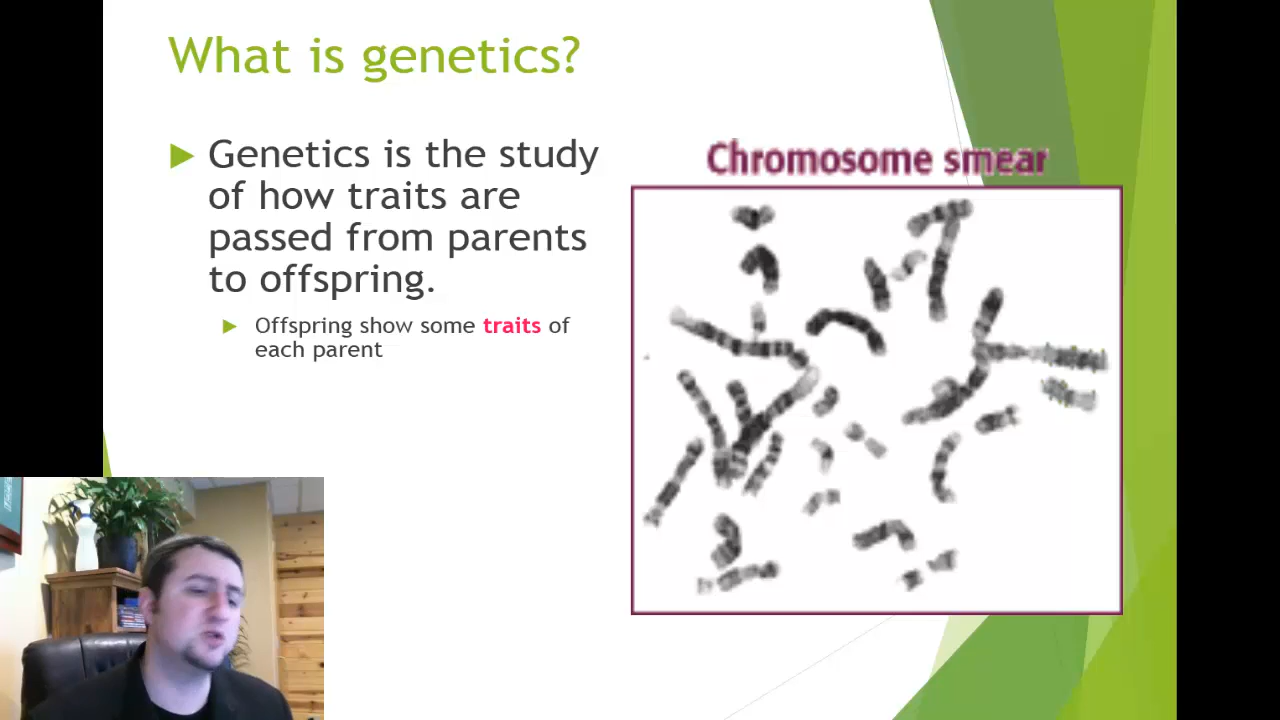 What is genetics?
Genetics is the study
of how traits are
passed from parents
to offspring.
Offspring show some traits of
each parent
Chromosome smear